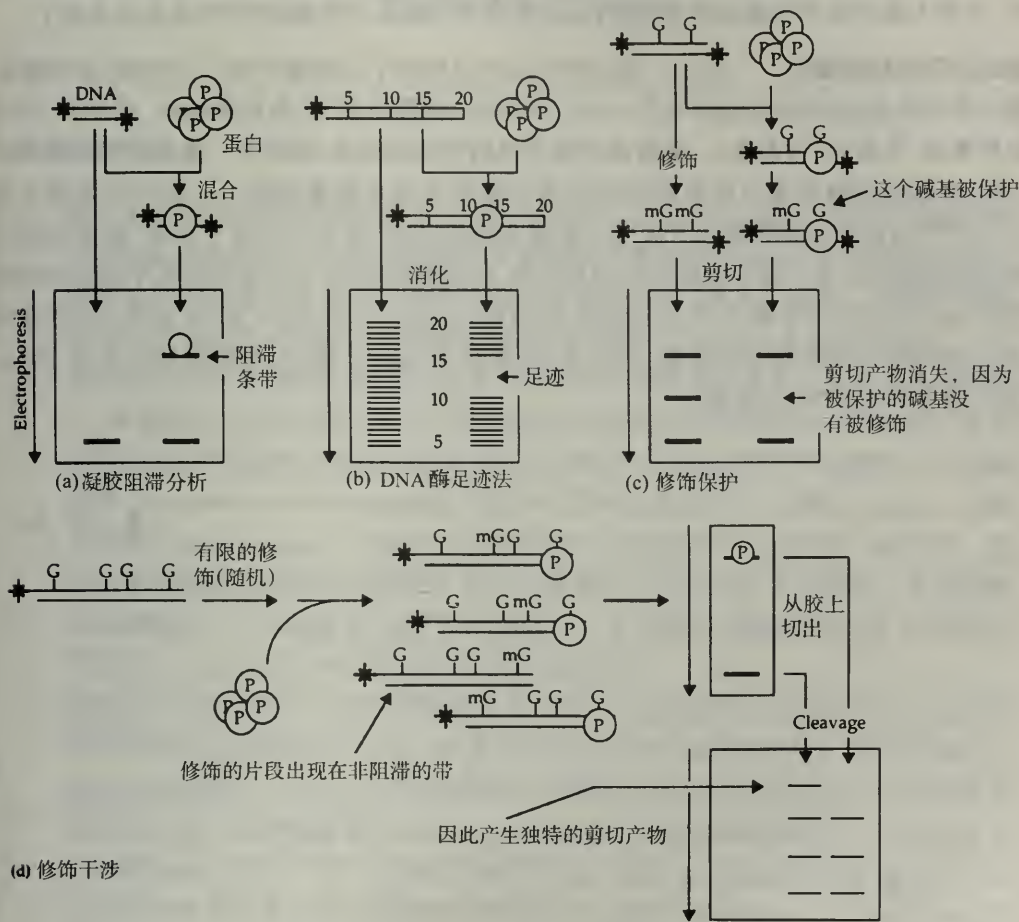 G G
P P P P P
DNA
P P P P P
蛋白
5 10 15 20
P P P P P
混合
P
5 10 15 20
P
修饰
G G
P
这个碱基被保护
mG mG
mG G
P
消化
剪切
Electrophoresis
阻滞
条带
20
15
10
5
足迹
剪切产物消失，因为
被保护的碱基没
有被修饰
(a)凝胶阻滞分析
(b) DNA 酶足迹法
(c) 修饰保护
G G G G
有限的修
饰(随机)
P P P P
G mG G
P
G G mG G
P
G G G mG
mG G G G
P
P
从胶上
切出
Cleavage
修饰的片段出现在非阻滞的带
因此产生独特的剪切产物
(d) 修饰干涉